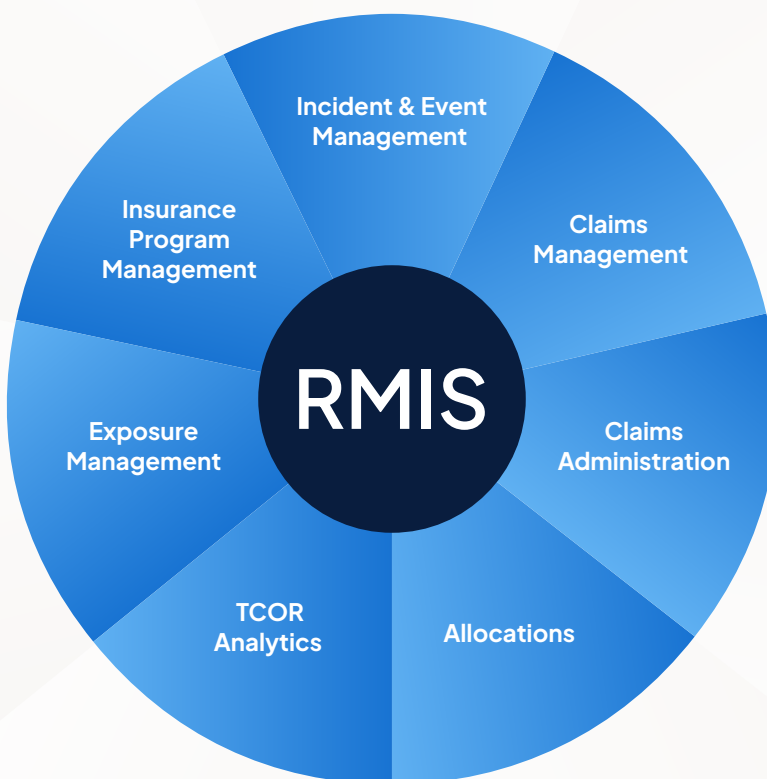 Incident & Event
Management
Claims
Management
Claims
Administration
Allocations
TCOR
Analytics
Exposure
Management
Insurance
Program
Management
RMIS